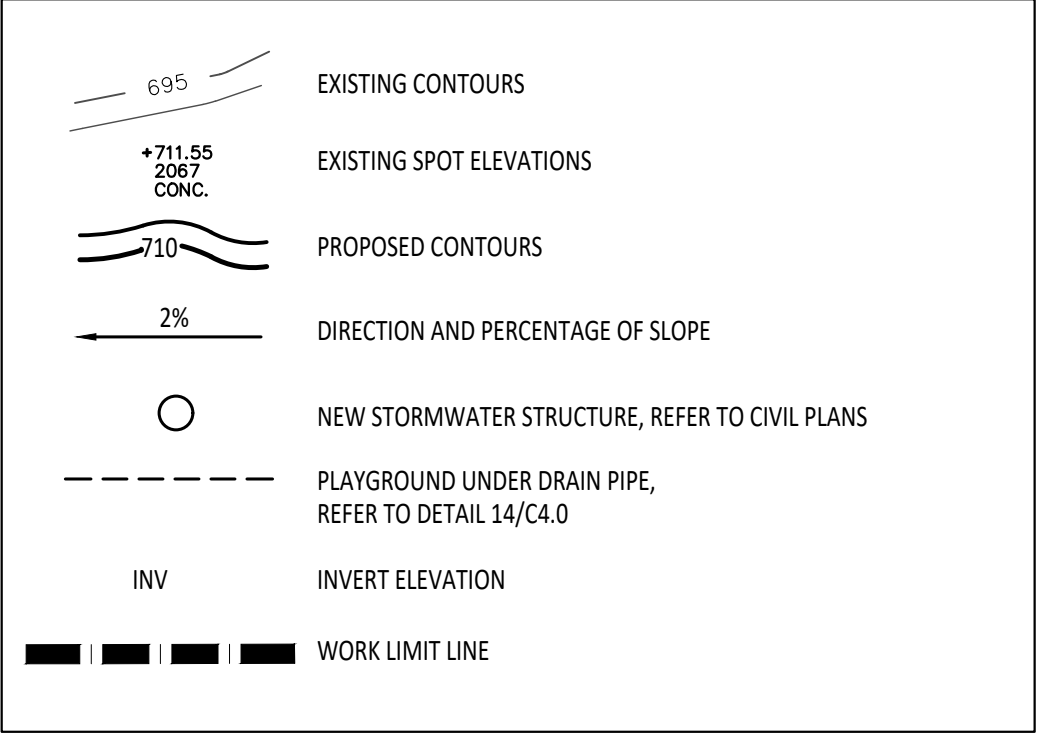 695
EXISTING CONTOURS
+711.55
2067
CONC.
EXISTING SPOT ELEVATIONS
710
PROPOSED CONTOURS
2%
DIRECTION AND PERCENTAGE OF SLOPE
NEW STORMWATER STRUCTURE, REFER TO CIVIL PLANS
PLAYGROUND UNDER DRAIN PIPE,
REFER TO DETAIL 14/C4.0
INV
INVERT ELEVATION
WORK LIMIT LINE